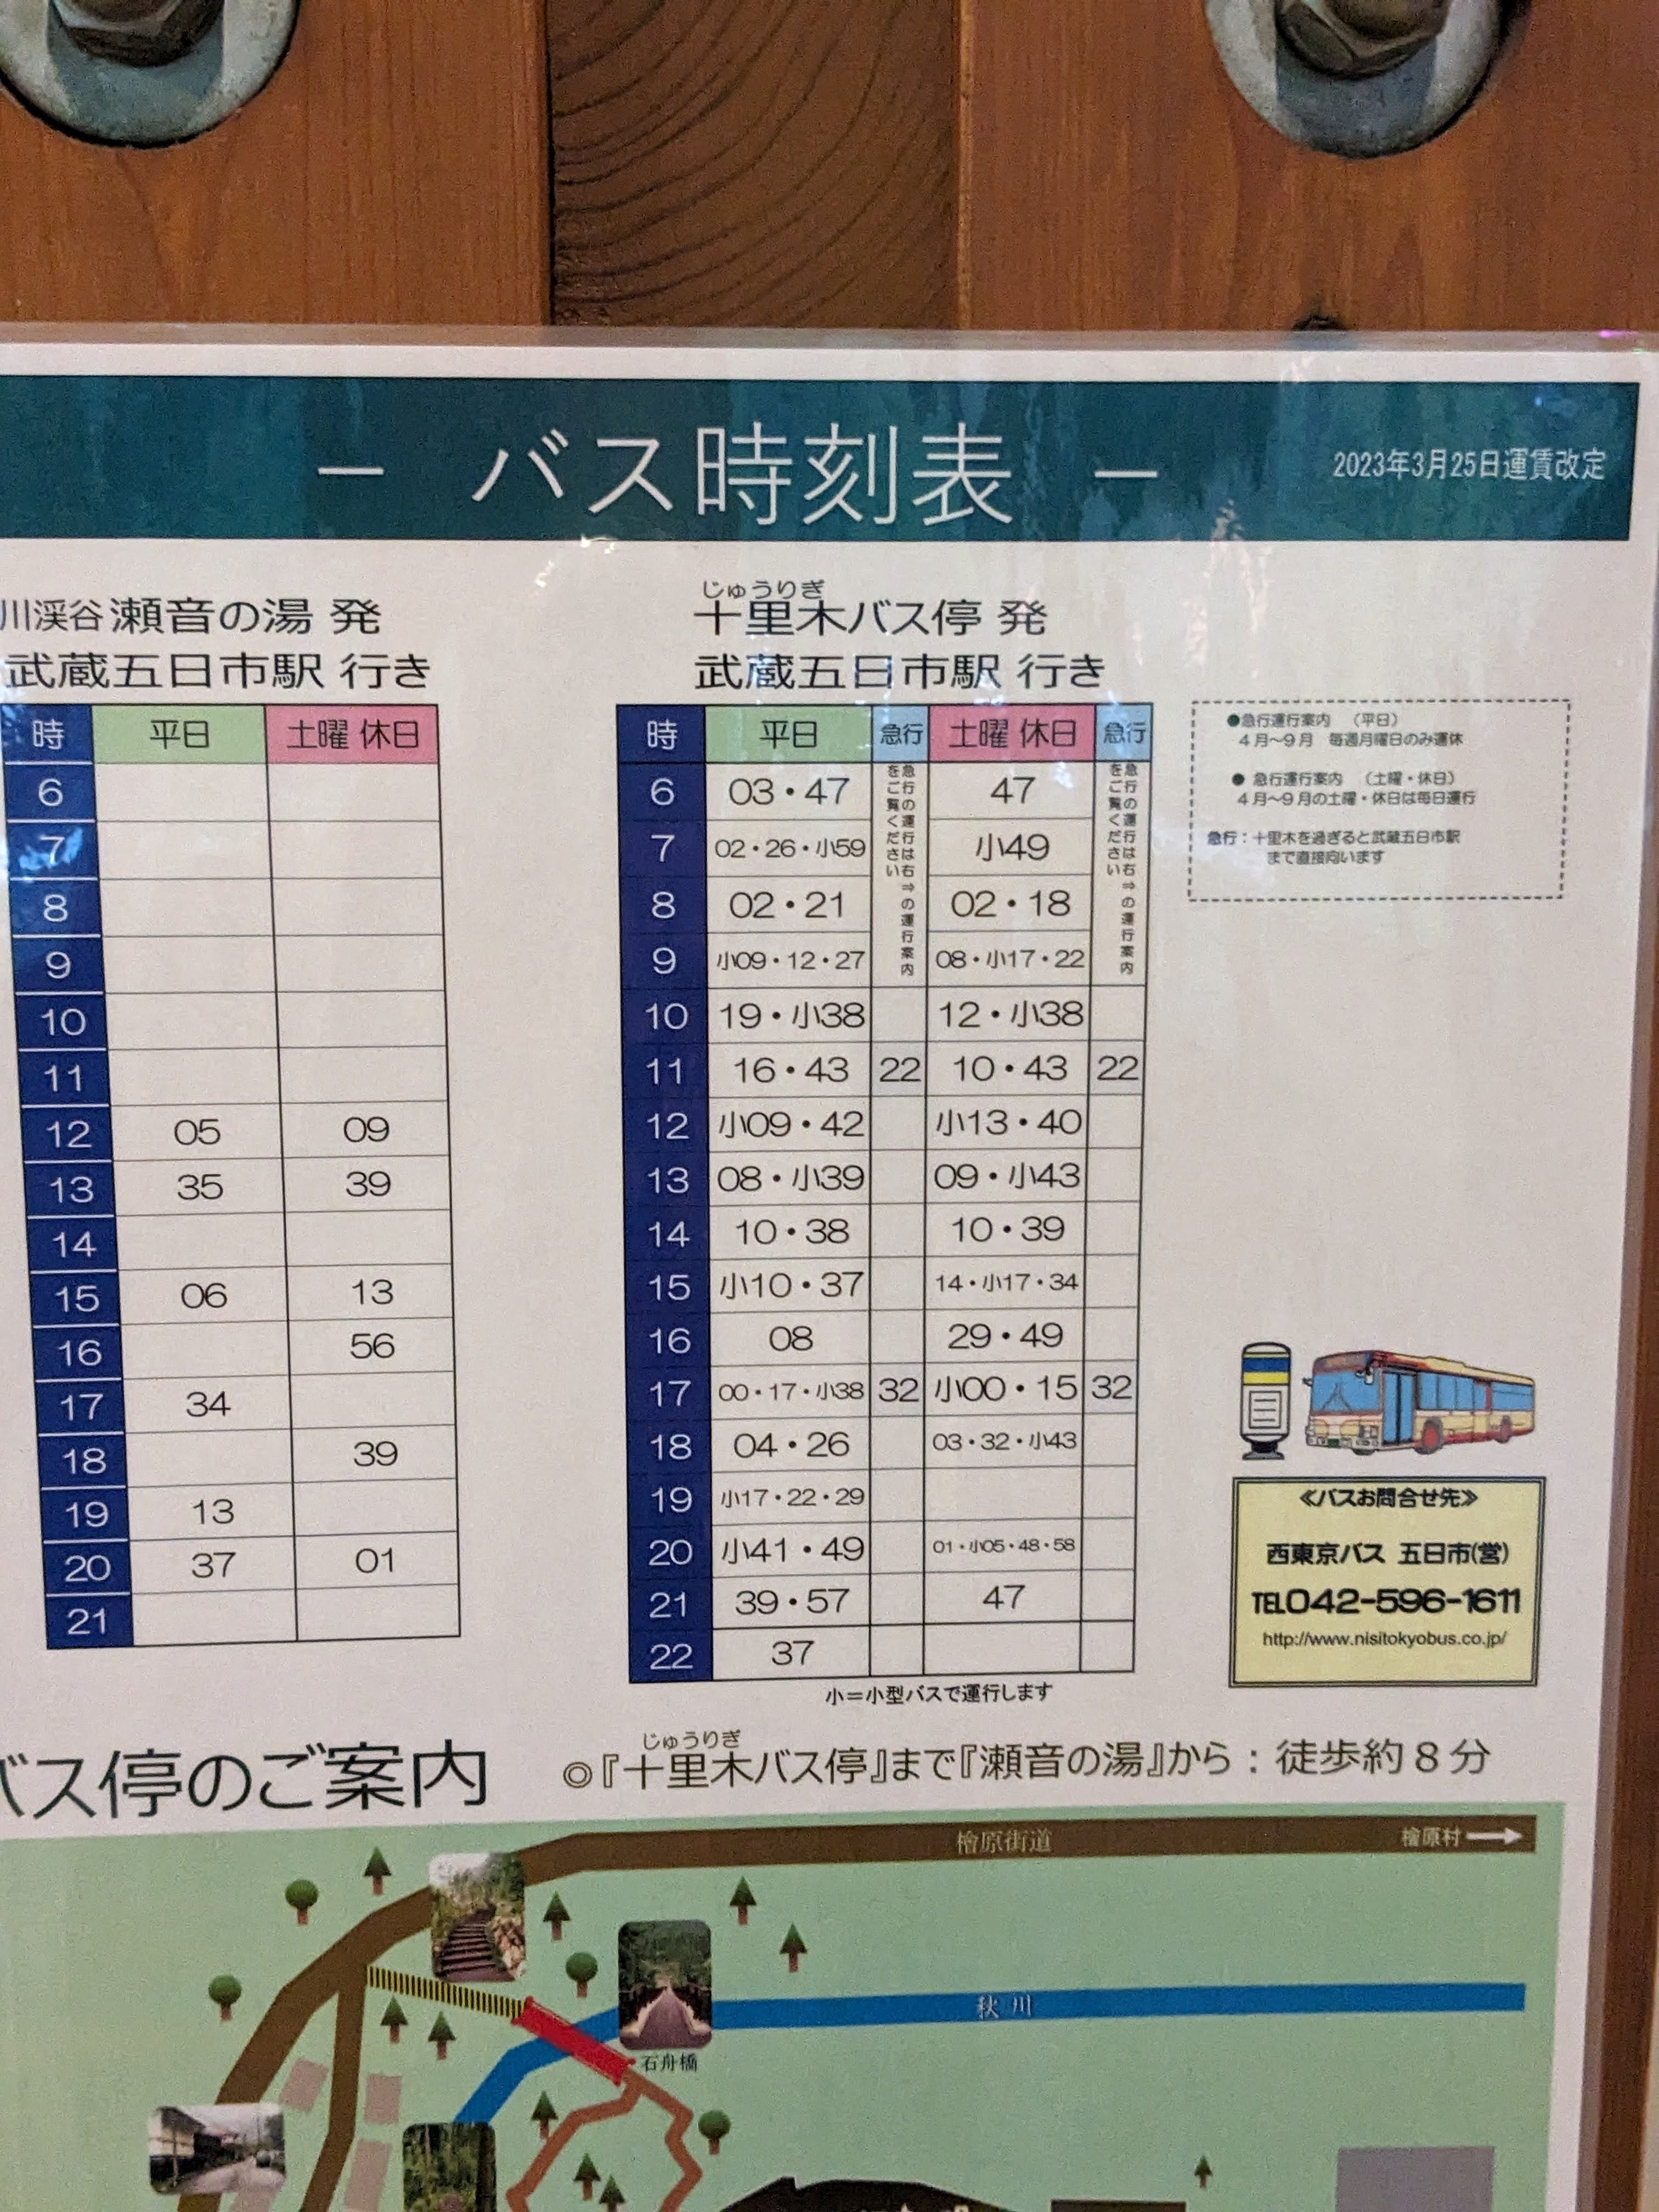 － バス時刻表 －
2023年3月25日運賃改定
川渓谷 瀬音の湯 発
武蔵五日市駅 行き
時 平日 土曜 休日
6
7
8
9
10
11
12 05 09
13 35 39
14
15 06 13
16 56
17 34
18 39
19 13
20 37 01
21
じゅうりぎ
十里木バス停 発
武蔵五日市駅 行き
時 平日 急行 土曜 休日 急行
急行の運行は右⇒の運行案内
をご覧ください
急行の運行は右⇒の運行案内
をご覧ください
6 03・47 47
7 02・26・小59 小49
8 02・21 02・18
9 小09・12・27 08・小17・22
10 19・小38 12・小38
11 16・43 22 10・43 22
12 小09・42 小13・40
13 08・小39 09・小43
14 10・38 10・39
15 小10・37 14・小17・34
16 08 29・49
17 00・17・小38 32 小00・15 32
18 04・26 03・32・小43
19 小17・22・29
20 小41・49 01・小05・48・58
21 39・57 47
22 37
小＝小型バスで運行します
●急行運行案内 （平日）
4月～9月 毎週月曜日のみ運休
● 急行運行案内 （土曜・休日）
4月～9月の土曜・休日は毎日運行
急行：十里木を過ぎると武蔵五日市駅
まで直接向います
≪バスお問合せ先≫
西東京バス 五日市(営)
TEL042-596-1611
http://www.nisitokyobus.co.jp/
バス停のご案内
じゅうりぎ
◎『十里木バス停』まで『瀬音の湯』から：徒歩約８分
檜原街道
檜原村
秋川
石舟橋